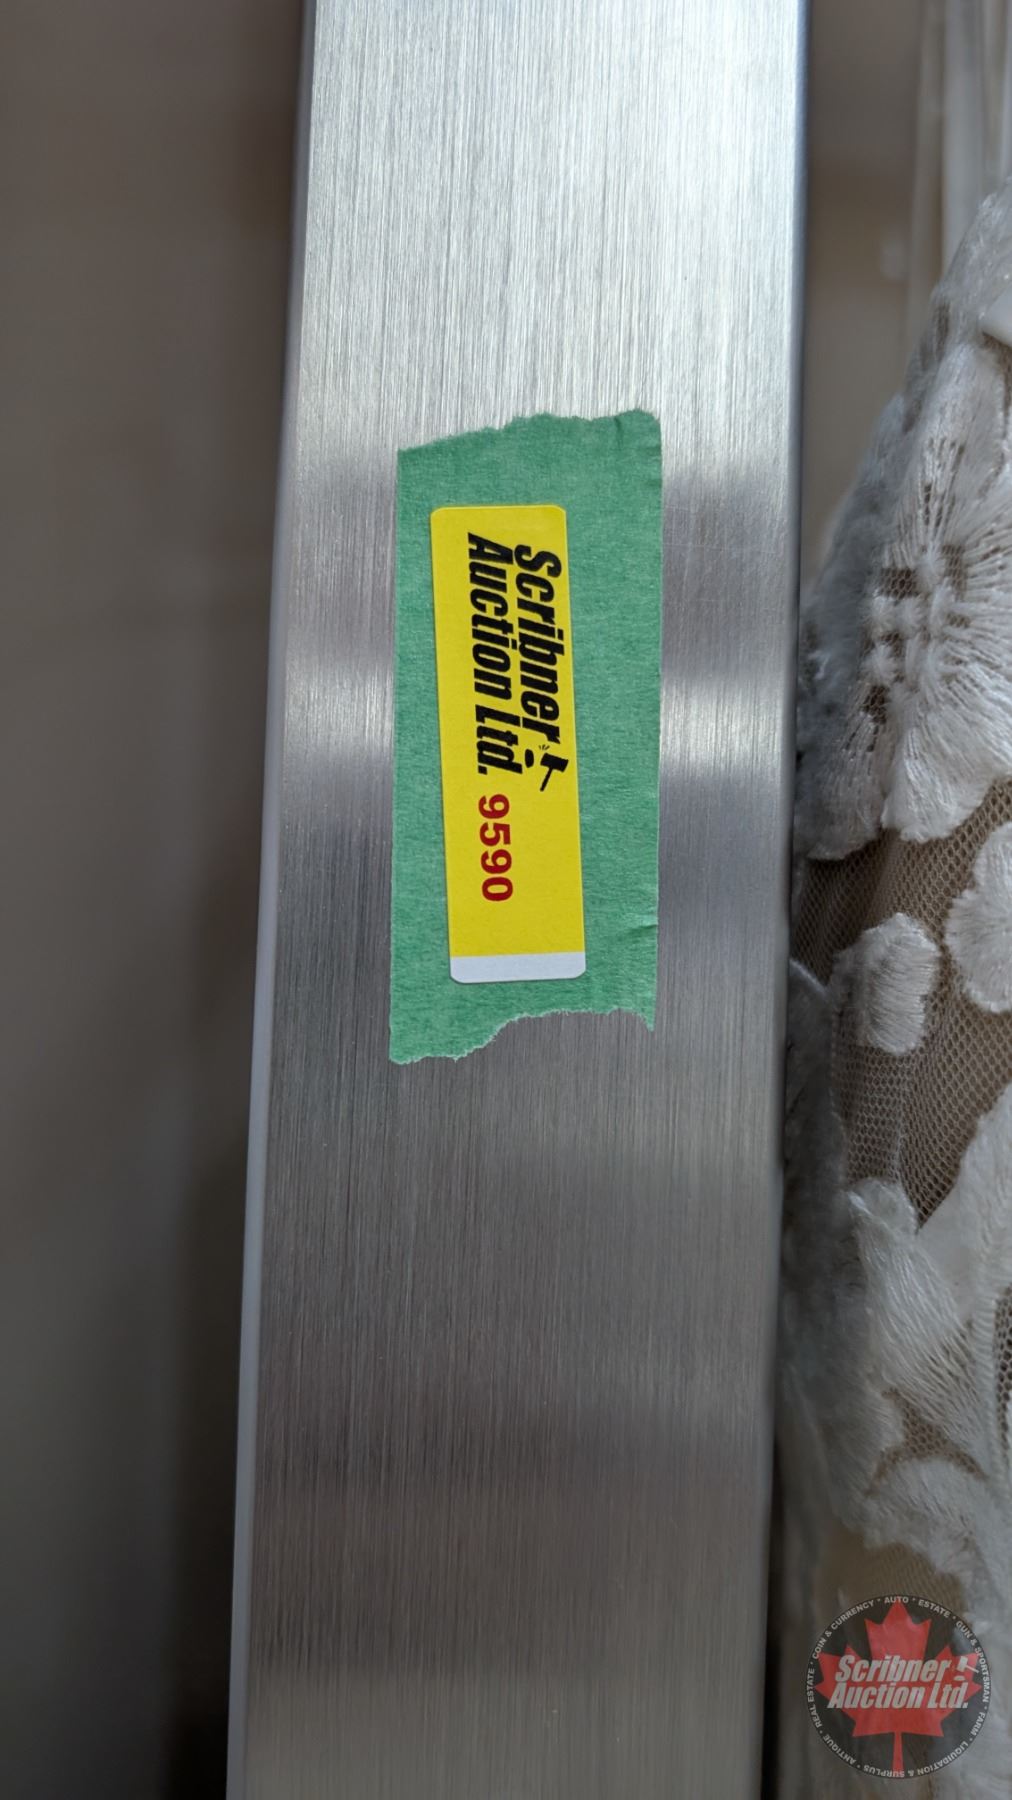 Scribner
Auction Ltd. 9590
COIN & CURRENCY • AUTO • ESTATE • GUN & SPORTSMAN • FARM • LIQUIDATION & SURPLUS • ANTIQUE • REAL ESTATE •
Scribner
Auction Ltd.